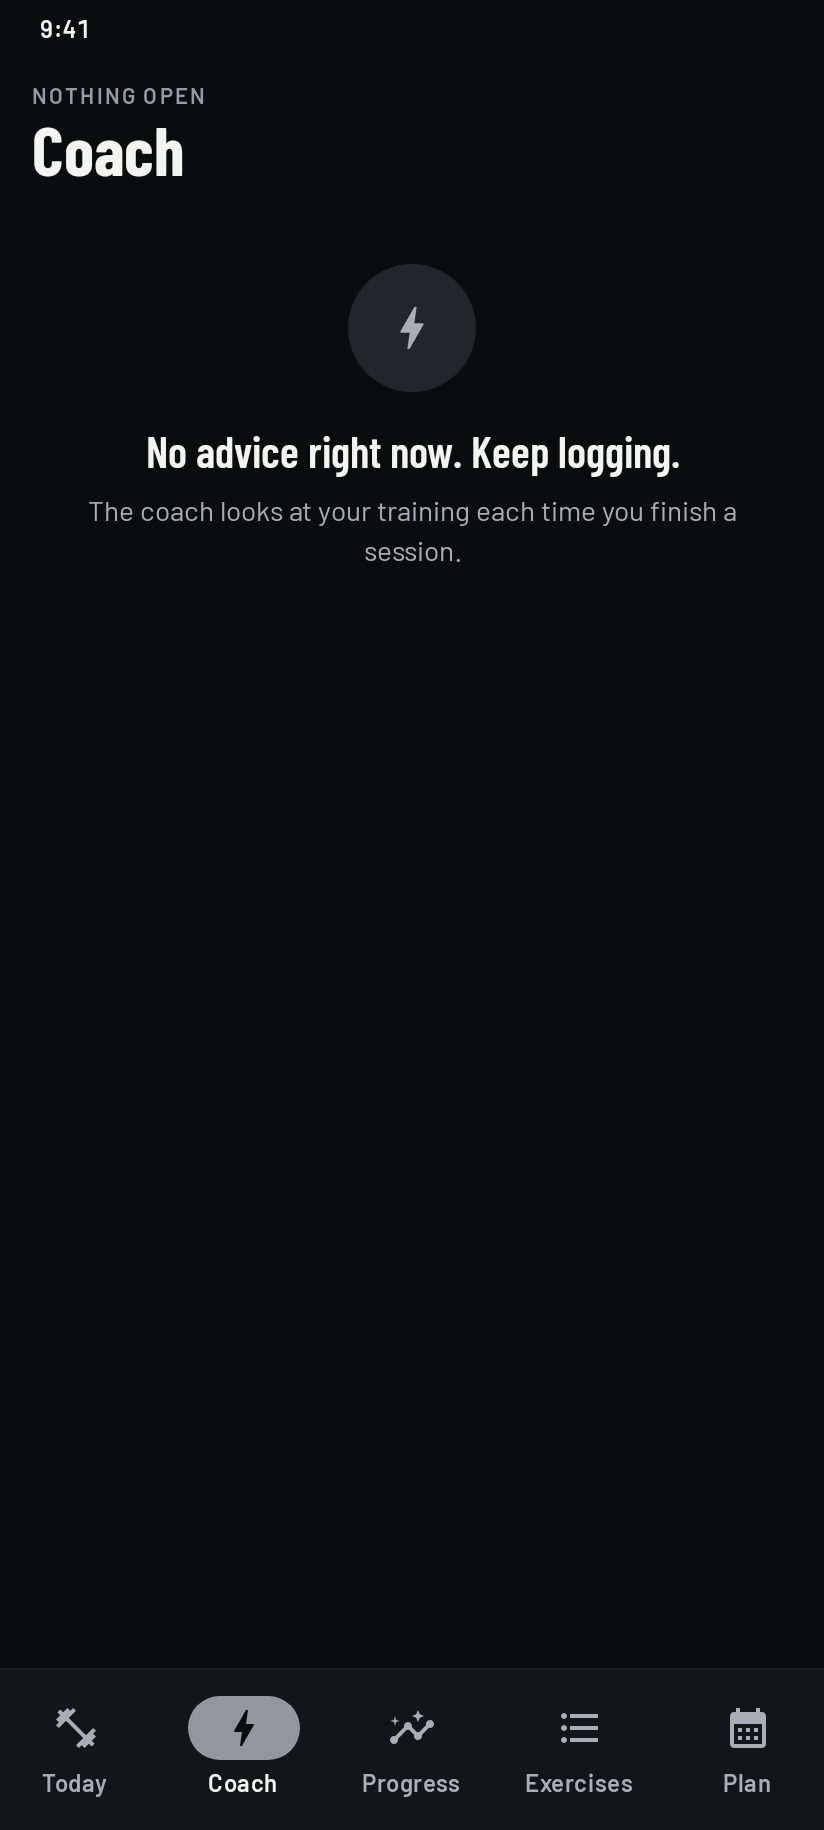 9:41
NOTHING OPEN
Coach
No advice right now. Keep logging.
The coach looks at your training each time you finish a
session.
Today
Coach
Progress
Exercises
Plan